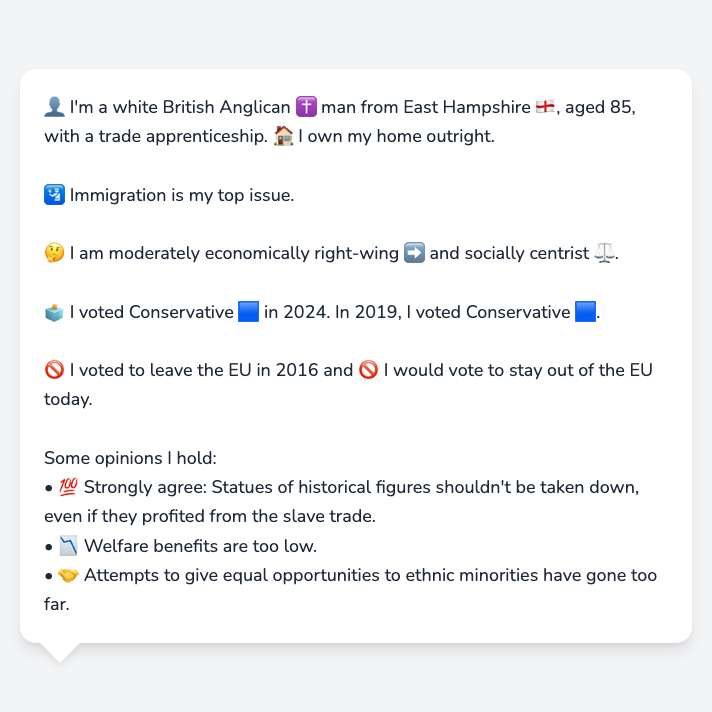 👤 I'm a white British Anglican ✝️ man from East Hampshire 🏴󠁧󠁢󠁥󠁮󠁧󠁿, aged 85,
with a trade apprenticeship. 🏠 I own my home outright.
🛂 Immigration is my top issue.
🤔 I am moderately economically right-wing ➡️ and socially centrist ⚖️.
🗳️ I voted Conservative 🟦 in 2024. In 2019, I voted Conservative 🟦.
🚫 I voted to leave the EU in 2016 and 🚫 I would vote to stay out of the EU
today.
Some opinions I hold:
• 💯 Strongly agree: Statues of historical figures shouldn't be taken down,
even if they profited from the slave trade.
• 📉 Welfare benefits are too low.
• 🤝 Attempts to give equal opportunities to ethnic minorities have gone too
far.